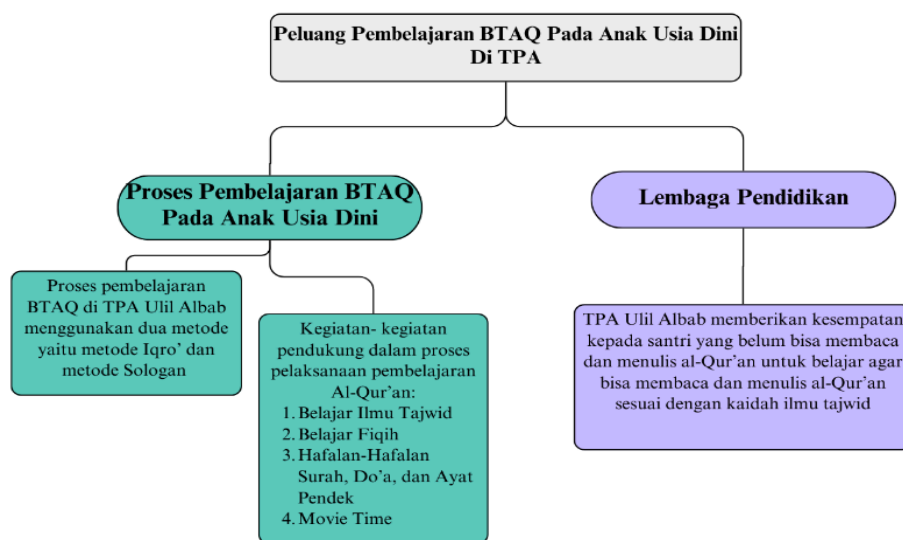 Peluang Pembelajaran BTAQ Pada Anak Usia Dini
Di TPA
Proses Pembelajaran BTAQ
Pada Anak Usia Dini
Lembaga Pendidikan
Proses pembelajaran
BTAQ di TPA Ulil Albab
menggunakan dua metode
yaitu metode Iqro’ dan
metode Sologan
Kegiatan- kegiatan
pendukung dalam proses
pelaksanaan pembelajaran
Al-Qur’an:
1. Belajar Ilmu Tajwid
2. Belajar Fiqih
3. Hafalan-Hafalan
Surah, Do’a, dan Ayat
Pendek
4. Movie Time
TPA Ulil Albab memberikan kesempatan
kepada santri yang belum bisa membaca
dan menulis al-Qur’an untuk belajar agar
bisa membaca dan menulis al-Qur’an
sesuai dengan kaidah ilmu tajwid